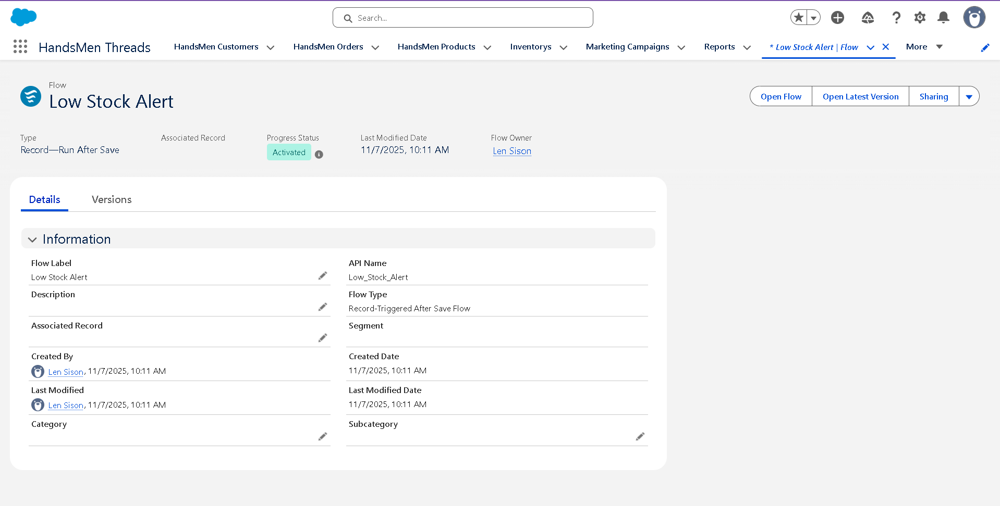 Search...
HandsMen Threads
HandsMen Customers
HandsMen Orders
HandsMen Products
Inventorys
Marketing Campaigns
Reports
* Low Stock Alert | Flow
More
Flow
Low Stock Alert
Open Flow
Open Latest Version
Sharing
Type
Record—Run After Save
Associated Record
Progress Status
Activated
Last Modified Date
11/7/2025, 10:11 AM
Flow Owner
Len Sison
Details
Versions
Information
Flow Label
Low Stock Alert
API Name
Low_Stock_Alert
Description
Flow Type
Record-Triggered After Save Flow
Associated Record
Segment
Created By
Len Sison, 11/7/2025, 10:11 AM
Created Date
11/7/2025, 10:11 AM
Last Modified
Len Sison, 11/7/2025, 10:11 AM
Last Modified Date
11/7/2025, 10:11 AM
Category
Subcategory